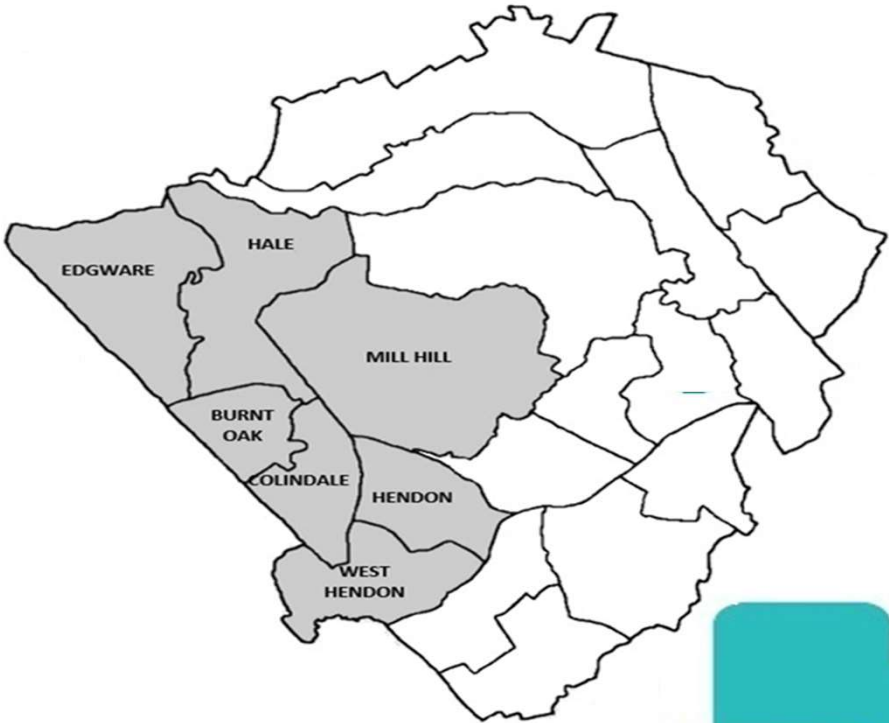 HALE
EDGWARE
MILL HILL
BURNT
OAK
COLINDALE
HENDON
WEST
HENDON